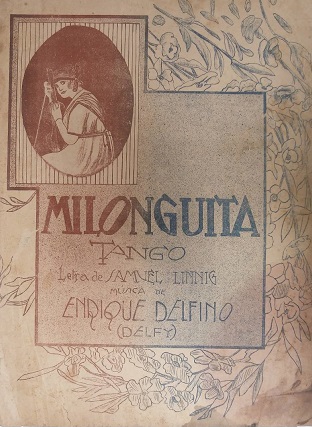 MILONGUITA
TANGO
Letra de SAMUEL LINNIG
MUSICA DE
ENRIQUE DELFINO
(DELFY)